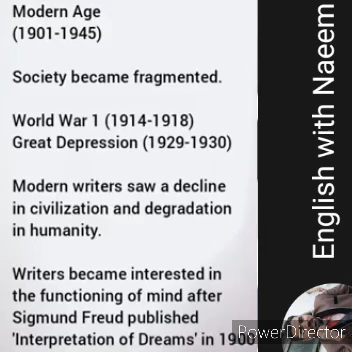 Modern Age
(1901-1945)
Society became fragmented.
World War 1 (1914-1918)
Great Depression (1929-1930)
Modern writers saw a decline
in civilization and degradation
in humanity.
Writers became interested in
the functioning of mind after
Sigmund Freud published
'Interpretation of Dreams' in 1900
English with Naeem
PowerDirector